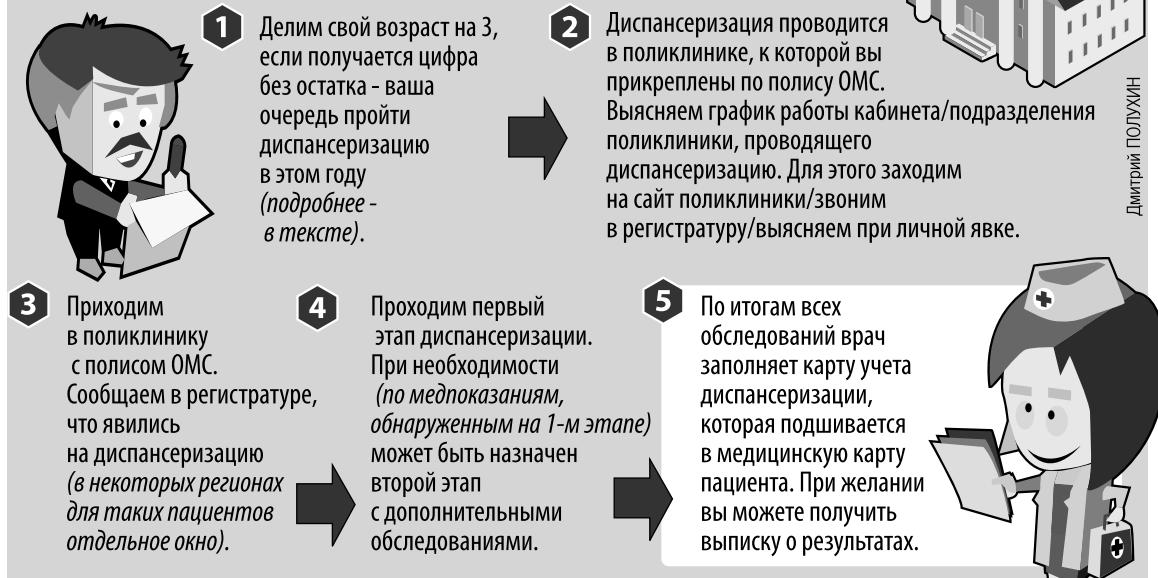 1
Делим свой возраст на 3,
если получается цифра
без остатка - ваша
очередь пройти
диспансеризацию
в этом году
(подробнее -
в тексте).
2
Диспансеризация проводится
в поликлинике, к которой вы
прикреплены по полису ОМС.
Выясняем график работы кабинета/подразделения
поликлиники, проводящего
диспансеризацию. Для этого заходим
на сайт поликлиники/звоним
в регистратуру/выясняем при личной явке.
Дмитрий ПОЛУХИН
3
Приходим
в поликлинику
с полисом ОМС.
Сообщаем в регистратуре,
что явились
на диспансеризацию
(в некоторых регионах
для таких пациентов
отдельное окно).
4
Проходим первый
этап диспансеризации.
При необходимости
(по медпоказаниям,
обнаруженным на 1-м этапе)
может быть назначен
второй этап
с дополнительными
обследованиями.
5
По итогам всех
обследований врач
заполняет карту учета
диспансеризации,
которая подшивается
в медицинскую карту
пациента. При желании
вы можете получить
выписку о результатах.